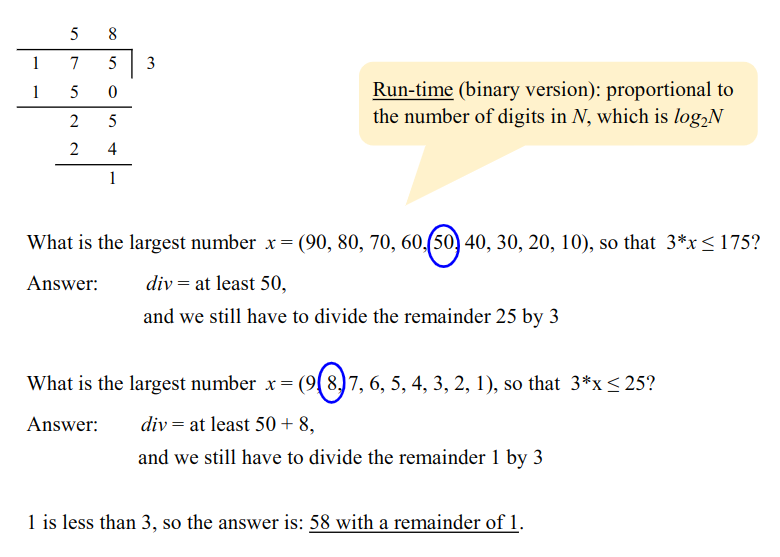 5 8
1 7 5 3
1 5 0
2 5
2 4
1
Run-time (binary version): proportional to
the number of digits in N, which is log₂N
What is the largest number x = (90, 80, 70, 60, 50, 40, 30, 20, 10), so that 3*x ≤ 175?
Answer: div = at least 50,
and we still have to divide the remainder 25 by 3
What is the largest number x = (9, 8, 7, 6, 5, 4, 3, 2, 1), so that 3*x ≤ 25?
Answer: div = at least 50 + 8,
and we still have to divide the remainder 1 by 3
1 is less than 3, so the answer is: 58 with a remainder of 1.